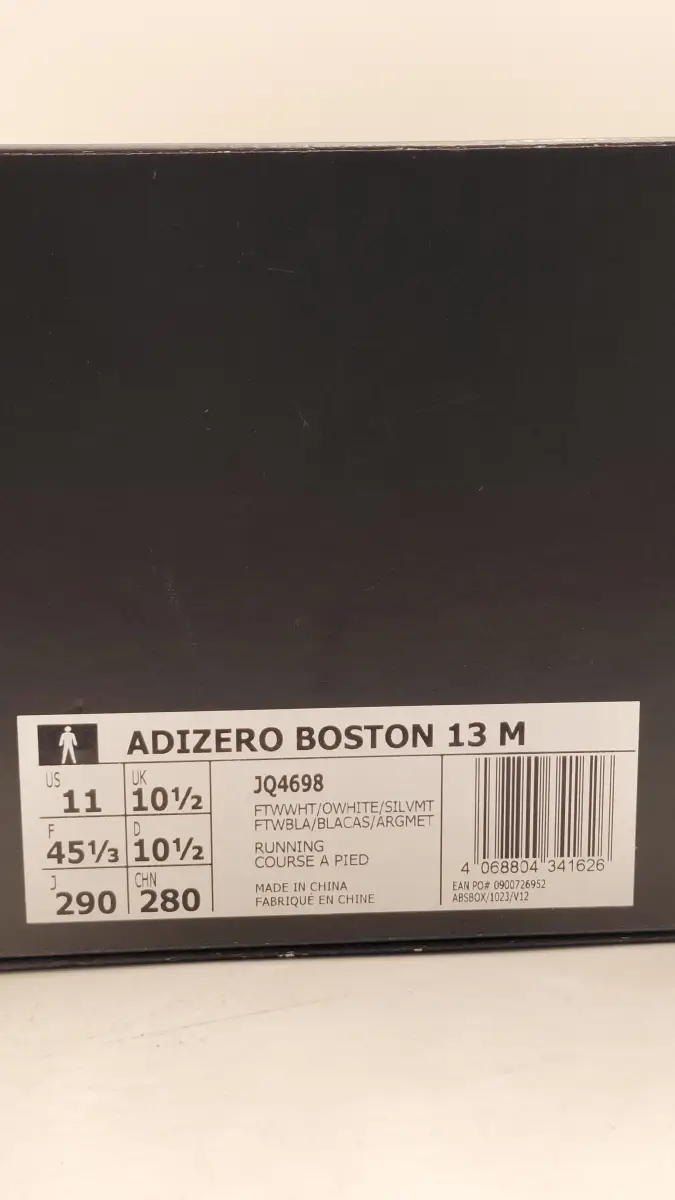 ADIZERO BOSTON 13 M
US 11
UK 10½
F 45⅓
D 10½
J 290
CHN 280
JQ4698
FTWWHT/OWHITE/SILVMT
FTWBLA/BLACAS/ARGMET
RUNNING
COURSE A PIED
MADE IN CHINA
FABRIQUÉ EN CHINE
4 068804 341626
EAN PO# 0900726952
ABSBOX/1023/V12